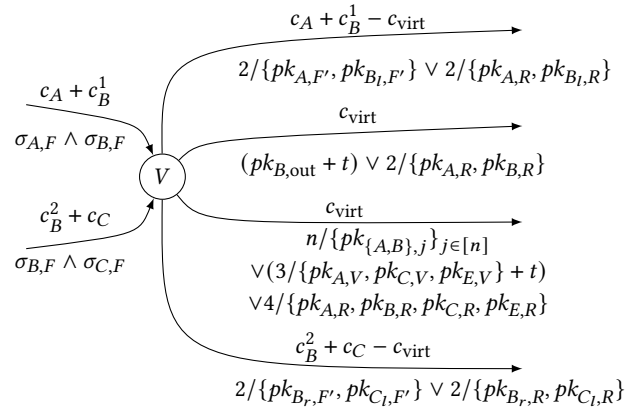 c_A + c_B^1 − c_virt
2/{pk_{A,F′}, pk_{B_l,F′}} ∨ 2/{pk_{A,R}, pk_{B_l,R}}
c_A + c_B^1
σ_{A,F} ∧ σ_{B,F}
c_virt
(pk_{B,out} + t) ∨ 2/{pk_{A,R}, pk_{B,R}}
V
c_B^2 + c_C
σ_{B,F} ∧ σ_{C,F}
c_virt
n/{pk_{{A,B},j}}_{j∈[n]}
∨(3/{pk_{A,V}, pk_{C,V}, pk_{E,V}} + t)
∨4/{pk_{A,R}, pk_{B,R}, pk_{C,R}, pk_{E,R}}
c_B^2 + c_C − c_virt
2/{pk_{B_r,F′}, pk_{C_l,F′}} ∨ 2/{pk_{B_r,R}, pk_{C_l,R}}